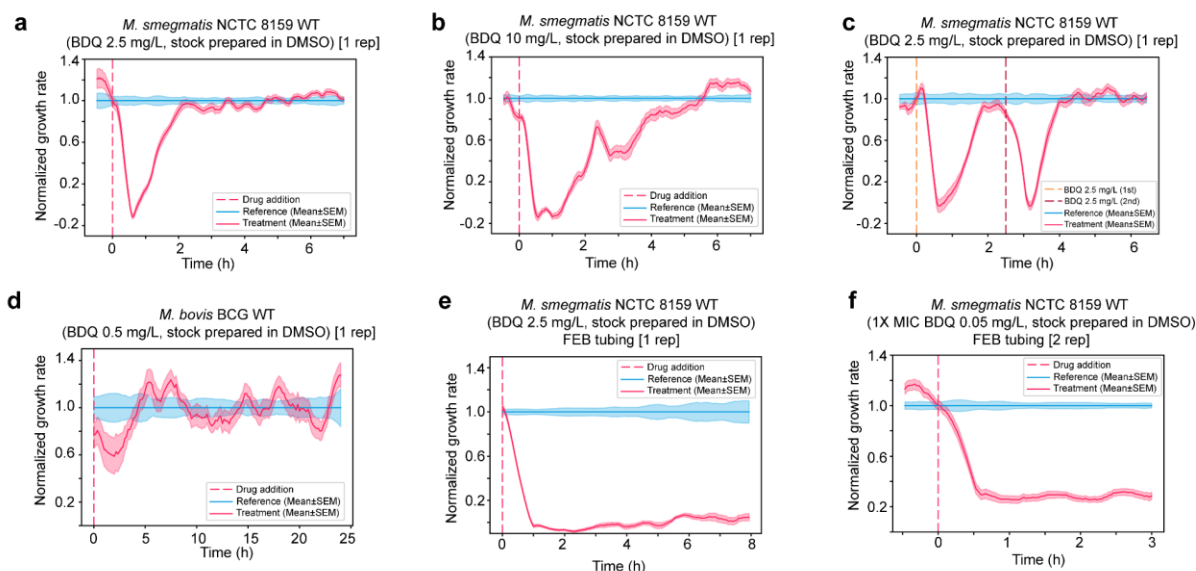 a
M. smegmatis NCTC 8159 WT
(BDQ 2.5 mg/L, stock prepared in DMSO) [1 rep]
Normalized growth rate
1.4
1.0
0.6
0.2
-0.2
0
2
4
6
Time (h)
Drug addition
Reference (Mean±SEM)
Treatment (Mean±SEM)
b
M. smegmatis NCTC 8159 WT
(BDQ 10 mg/L, stock prepared in DMSO) [1 rep]
Normalized growth rate
1.4
1.0
0.6
0.2
-0.2
0
2
4
6
Time (h)
Drug addition
Reference (Mean±SEM)
Treatment (Mean±SEM)
c
M. smegmatis NCTC 8159 WT
(BDQ 2.5 mg/L, stock prepared in DMSO) [1 rep]
Normalized growth rate
1.4
1.0
0.6
0.2
-0.2
0
2
4
6
Time (h)
BDQ 2.5 mg/L (1st)
BDQ 2.5 mg/L (2nd)
Reference (Mean±SEM)
Treatment (Mean±SEM)
d
M. bovis BCG WT
(BDQ 0.5 mg/L, stock prepared in DMSO) [1 rep]
Normalized growth rate
1.4
1.0
0.6
0.2
0
5
10
15
20
25
Time (h)
Drug addition
Reference (Mean±SEM)
Treatment (Mean±SEM)
e
M. smegmatis NCTC 8159 WT
(BDQ 2.5 mg/L, stock prepared in DMSO)
FEB tubing [1 rep]
Normalized growth rate
1.4
1.0
0.6
0.2
0
2
4
6
8
Time (h)
Drug addition
Reference (Mean±SEM)
Treatment (Mean±SEM)
f
M. smegmatis NCTC 8159 WT
(1X MIC BDQ 0.05 mg/L, stock prepared in DMSO)
FEB tubing [2 rep]
Normalized growth rate
1.4
1.0
0.6
0.2
0
1
2
3
Time (h)
Drug addition
Reference (Mean±SEM)
Treatment (Mean±SEM)